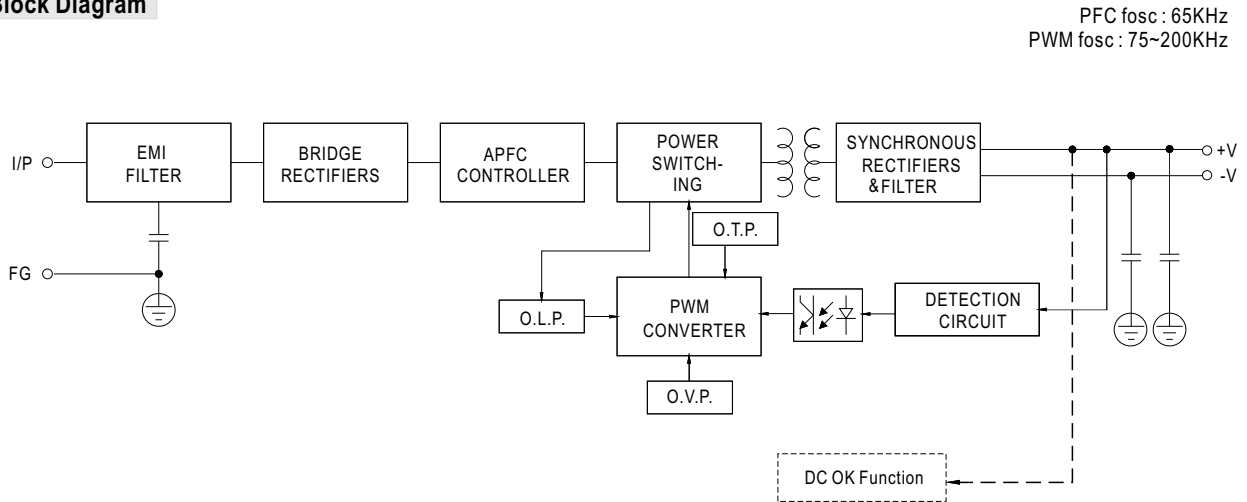 Block Diagram
PFC fosc : 65KHz
PWM fosc : 75~200KHz
I/P
EMI
FILTER
BRIDGE
RECTIFIERS
APFC
CONTROLLER
POWER
SWITCH-
ING
SYNCHRONOUS
RECTIFIERS
&FILTER
+V
-V
O.T.P.
FG
O.L.P.
PWM
CONVERTER
DETECTION
CIRCUIT
O.V.P.
DC OK Function